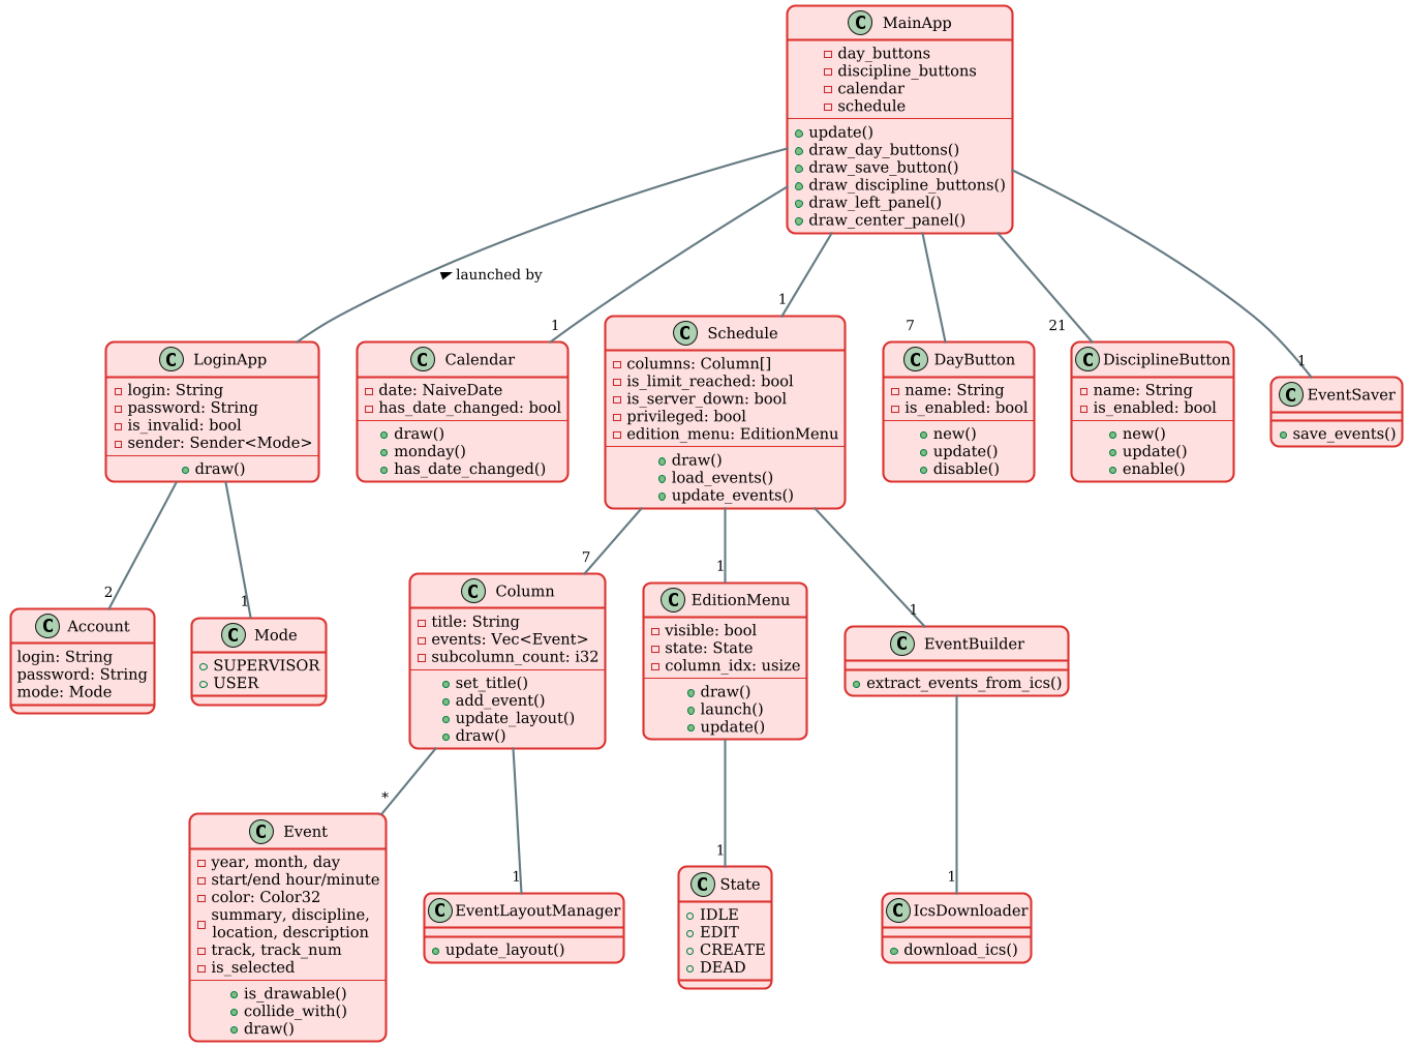 C MainApp
day_buttons
discipline_buttons
calendar
schedule
update()
draw_day_buttons()
draw_save_button()
draw_discipline_buttons()
draw_left_panel()
draw_center_panel()
launched by
1
1
7
21
1
C LoginApp
login: String
password: String
is_invalid: bool
sender: Sender<Mode>
draw()
C Calendar
date: NaiveDate
has_date_changed: bool
draw()
monday()
has_date_changed()
C Schedule
columns: Column[]
is_limit_reached: bool
is_server_down: bool
privileged: bool
edition_menu: EditionMenu
draw()
load_events()
update_events()
C DayButton
name: String
is_enabled: bool
new()
update()
disable()
C DisciplineButton
name: String
is_enabled: bool
new()
update()
enable()
C EventSaver
save_events()
2
1
7
1
1
C Account
login: String
password: String
mode: Mode
C Mode
SUPERVISOR
USER
C Column
title: String
events: Vec<Event>
subcolumn_count: i32
set_title()
add_event()
update_layout()
draw()
C EditionMenu
visible: bool
state: State
column_idx: usize
draw()
launch()
update()
C EventBuilder
extract_events_from_ics()
*
1
1
1
C Event
year, month, day
start/end hour/minute
color: Color32
summary, discipline,
location, description
track, track_num
is_selected
is_drawable()
collide_with()
draw()
C EventLayoutManager
update_layout()
C State
IDLE
EDIT
CREATE
DEAD
C IcsDownloader
download_ics()